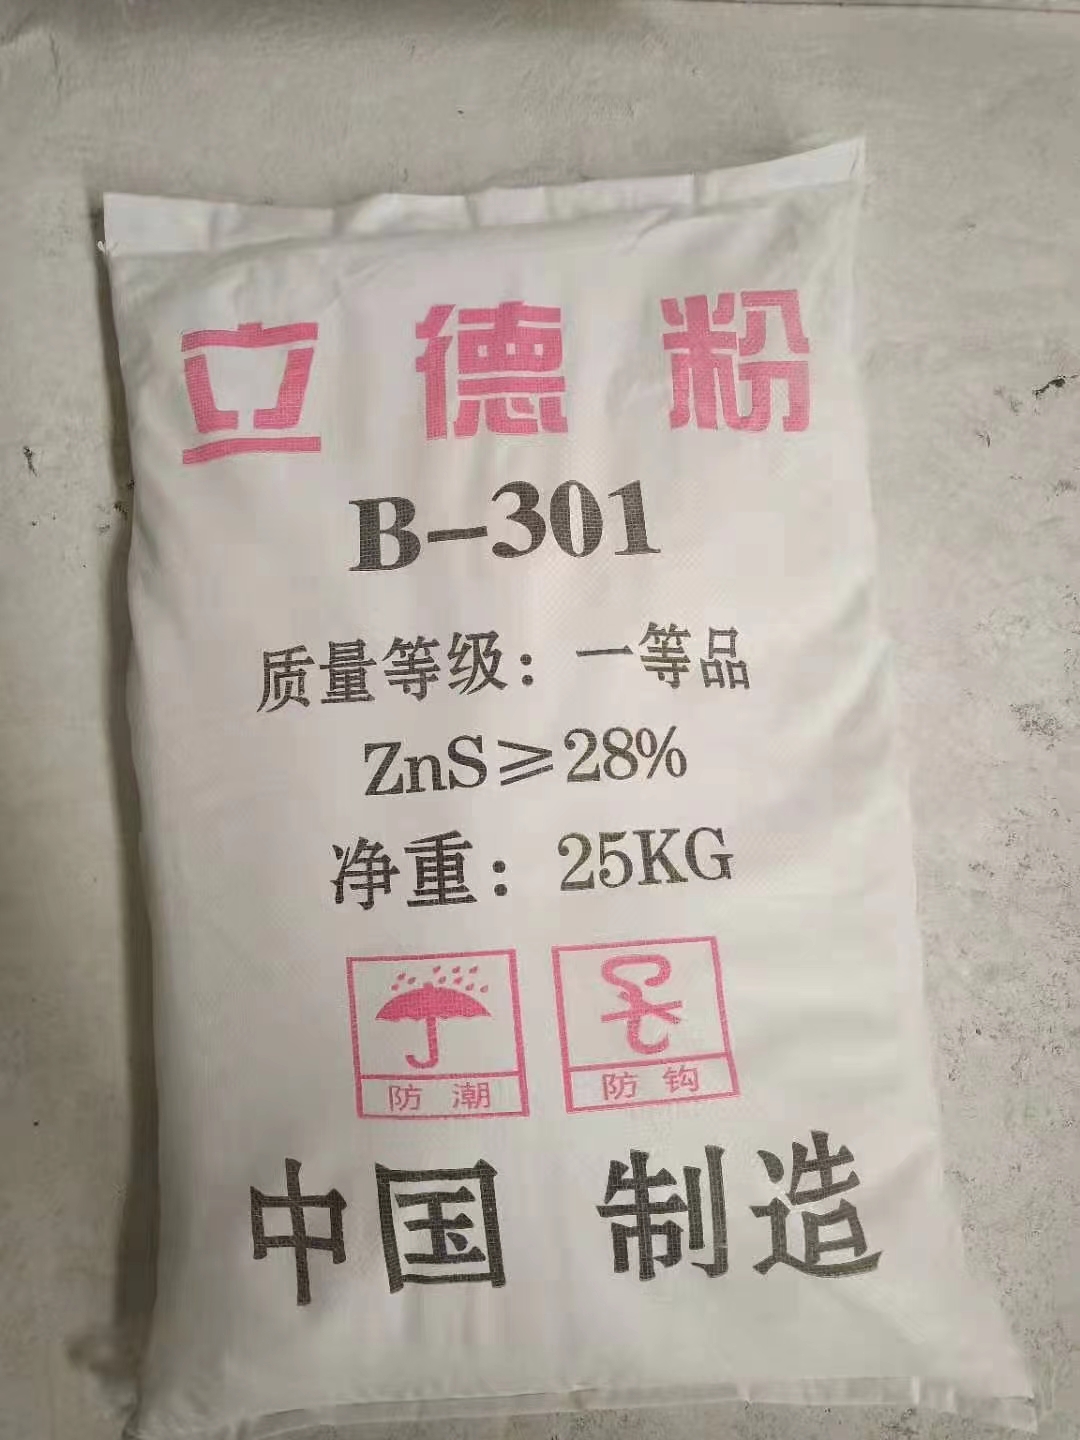 立德粉
B-301
质量等级：一等品
ZnS≥28%
净重：25KG
防潮
防钩
中国 制造